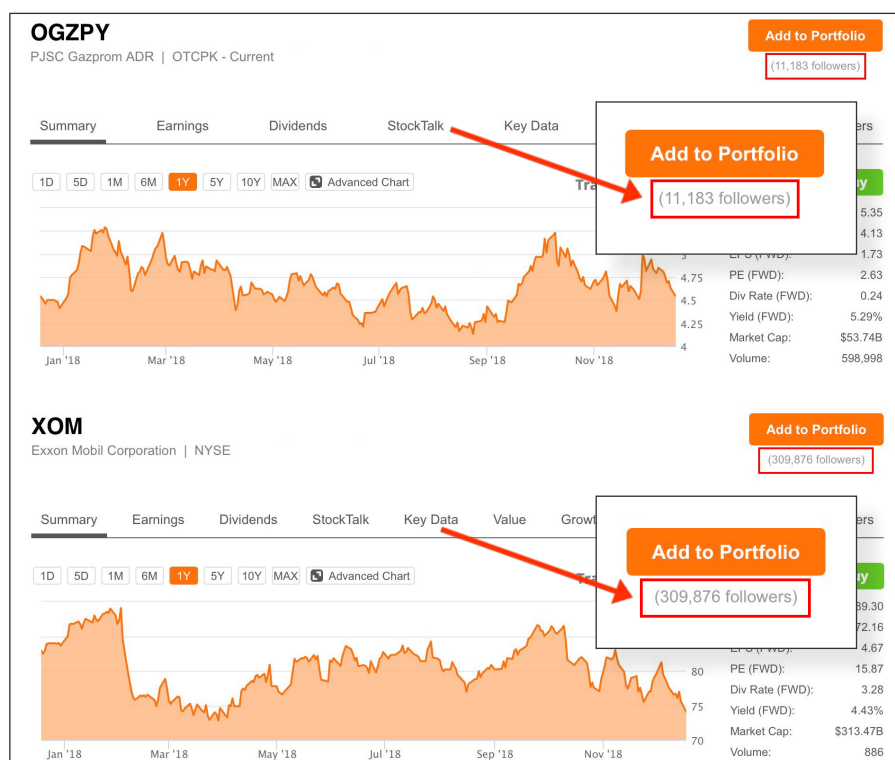 OGZPY
PJSC Gazprom ADR | OTCPK - Current
Add to Portfolio
(11,183 followers)
Summary Earnings Dividends StockTalk Key Data
Add to Portfolio
(11,183 followers)
1D 5D 1M 6M 1Y 5Y 10Y MAX Advanced Chart
5.35
4.13
1.73
PE (FWD): 2.63
Div Rate (FWD): 0.24
Yield (FWD): 5.29%
Market Cap: $53.74B
Volume: 598,998
5
4.75
4.5
4.25
4
Jan '18 Mar '18 May '18 Jul '18 Sep '18 Nov '18
XOM
Exxon Mobil Corporation | NYSE
Add to Portfolio
(309,876 followers)
Summary Earnings Dividends StockTalk Key Data Value
Add to Portfolio
(309,876 followers)
1D 5D 1M 6M 1Y 5Y 10Y MAX Advanced Chart
4.67
PE (FWD): 15.87
Div Rate (FWD): 3.28
Yield (FWD): 4.43%
Market Cap: $313.47B
Volume: 886
80
75
70
Jan '18 Mar '18 May '18 Jul '18 Sep '18 Nov '18